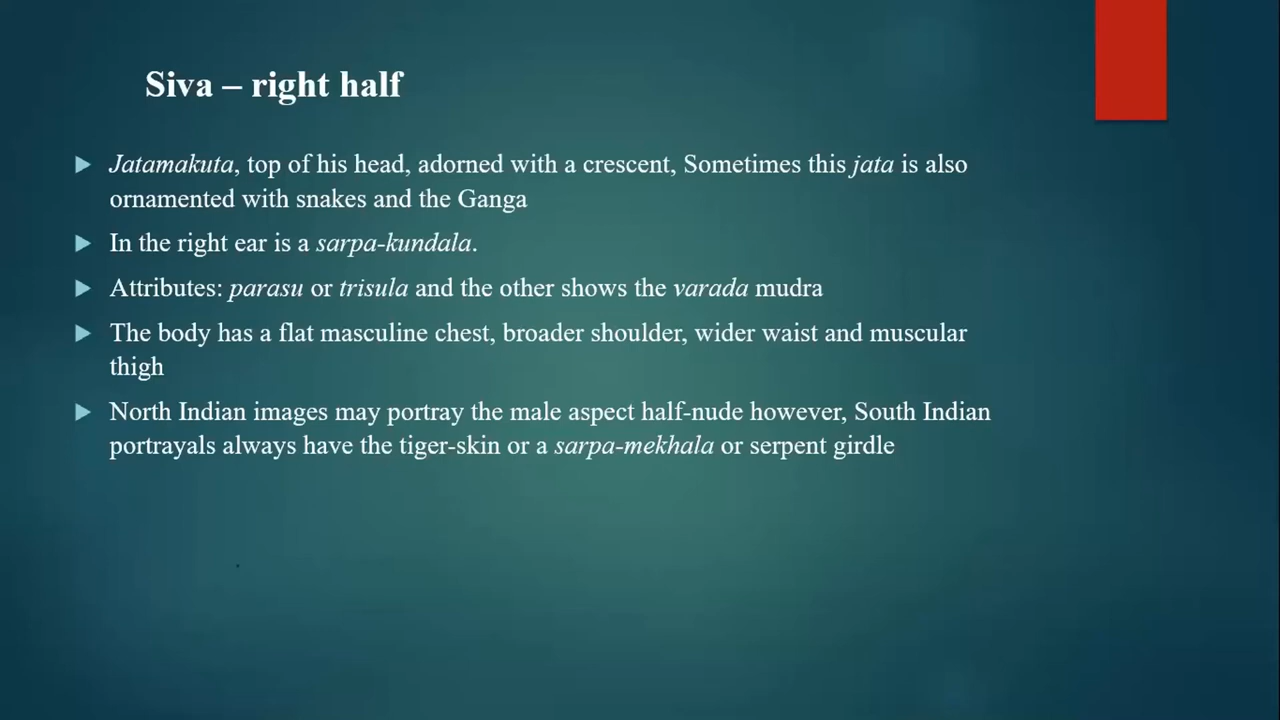 Siva – right half
Jatamakuta, top of his head, adorned with a crescent, Sometimes this jata is also
ornamented with snakes and the Ganga
In the right ear is a sarpa-kundala.
Attributes: parasu or trisula and the other shows the varada mudra
The body has a flat masculine chest, broader shoulder, wider waist and muscular
thigh
North Indian images may portray the male aspect half-nude however, South Indian
portrayals always have the tiger-skin or a sarpa-mekhala or serpent girdle